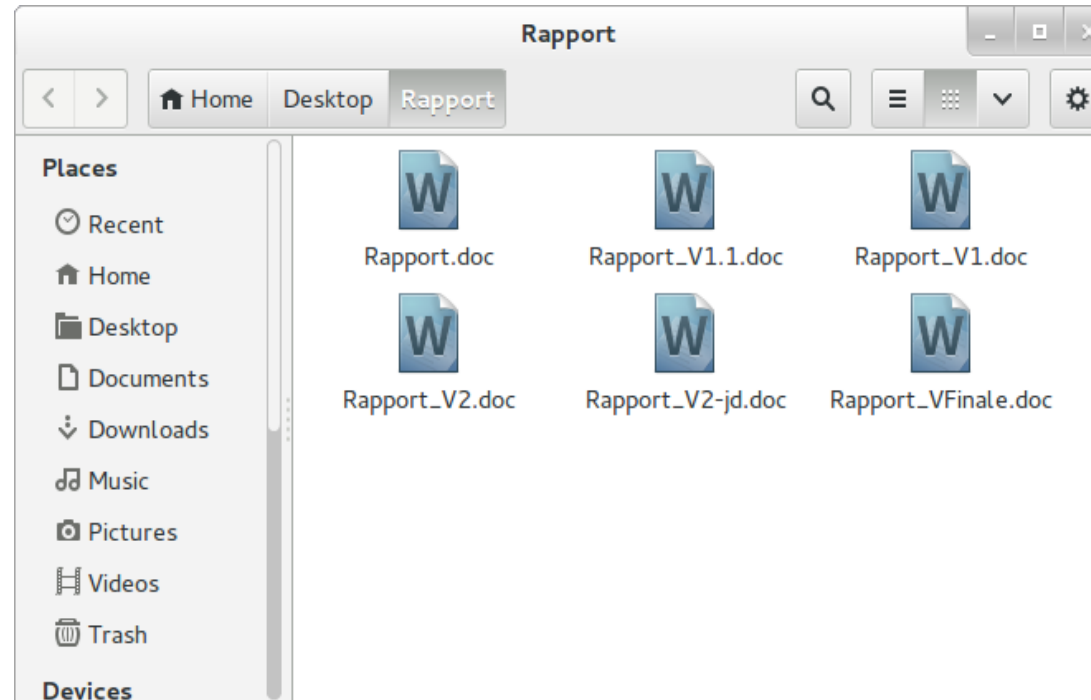 Rapport
Home Desktop Rapport
Places
Recent
Home
Desktop
Documents
Downloads
Music
Pictures
Videos
Trash
Devices
W W W
Rapport.doc Rapport_V1.1.doc Rapport_V1.doc
W W W
Rapport_V2.doc Rapport_V2-jd.doc Rapport_VFinale.doc